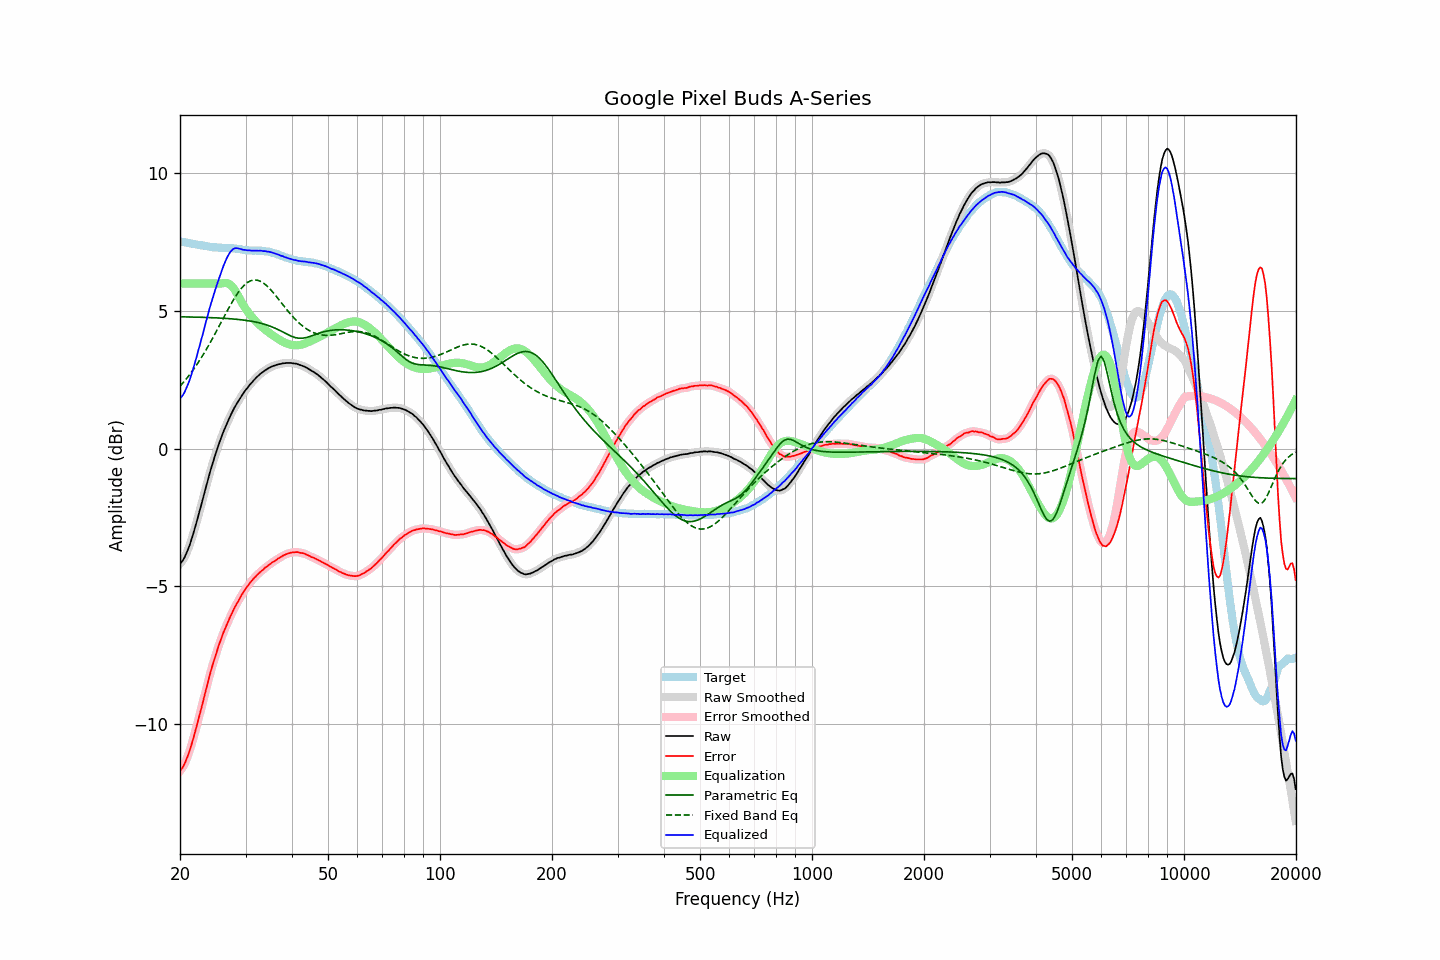 Google Pixel Buds A-Series
Amplitude (dBr)
10
5
0
−5
−10
Target
Raw Smoothed
Error Smoothed
Raw
Error
Equalization
Parametric Eq
Fixed Band Eq
Equalized
20 50 100 200 500 1000 2000 5000 10000 20000
Frequency (Hz)